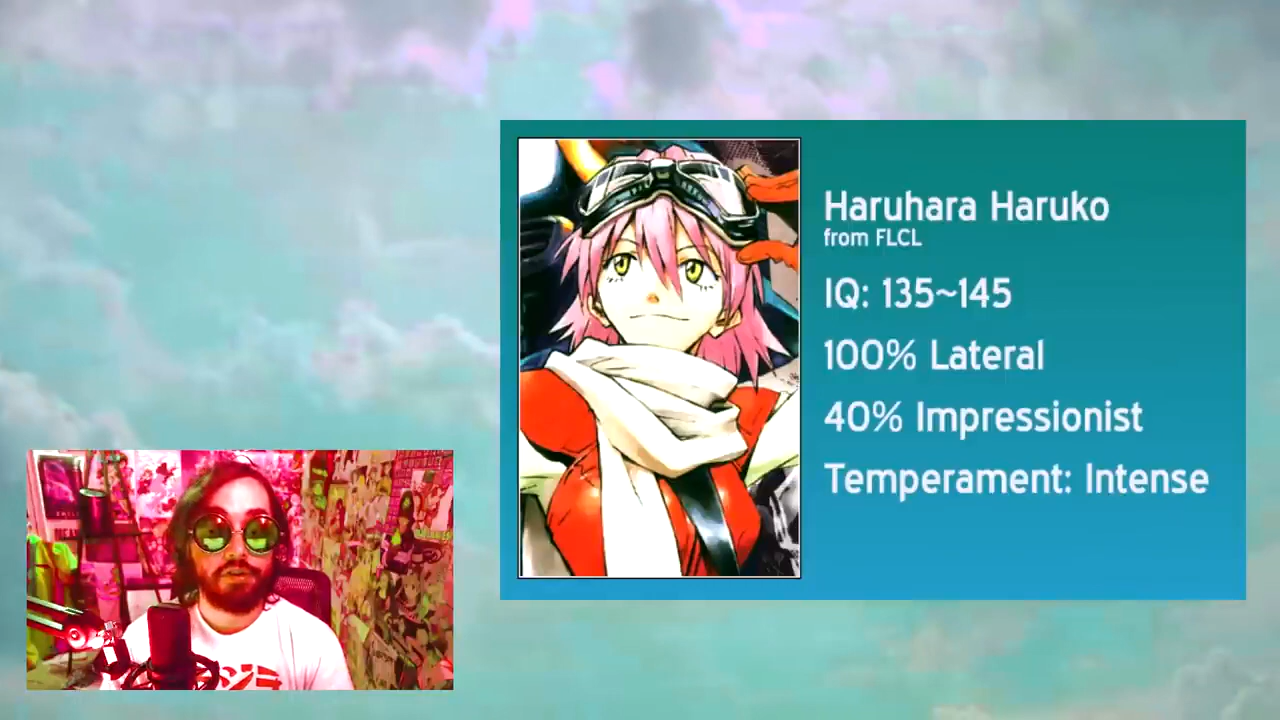 Haruhara Haruko
from FLCL
IQ: 135~145
100% Lateral
40% Impressionist
Temperament: Intense